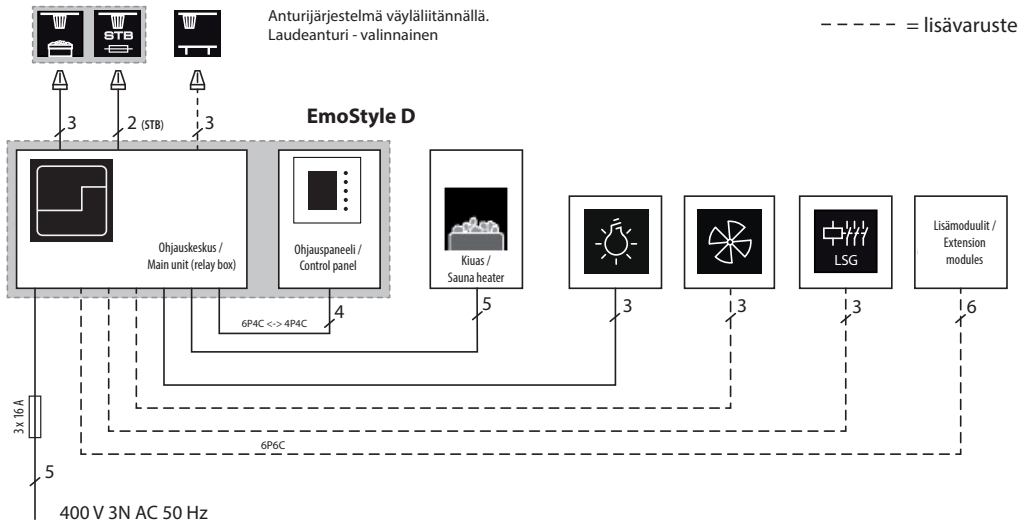 Anturijärjestelmä väyläliitännällä.
Laudeanturi - valinnainen
= lisävaruste
STB
3
2 (STB)
3
EmoStyle D
Ohjauskeskus /
Main unit (relay box)
Ohjauspaneeli /
Control panel
Kiuas /
Sauna heater
LSG
Lisämoduulit /
Extension
modules
4
5
3
3
3
6
6P4C <-> 4P4C
3 x 16 A
6P6C
5
400 V 3N AC 50 Hz